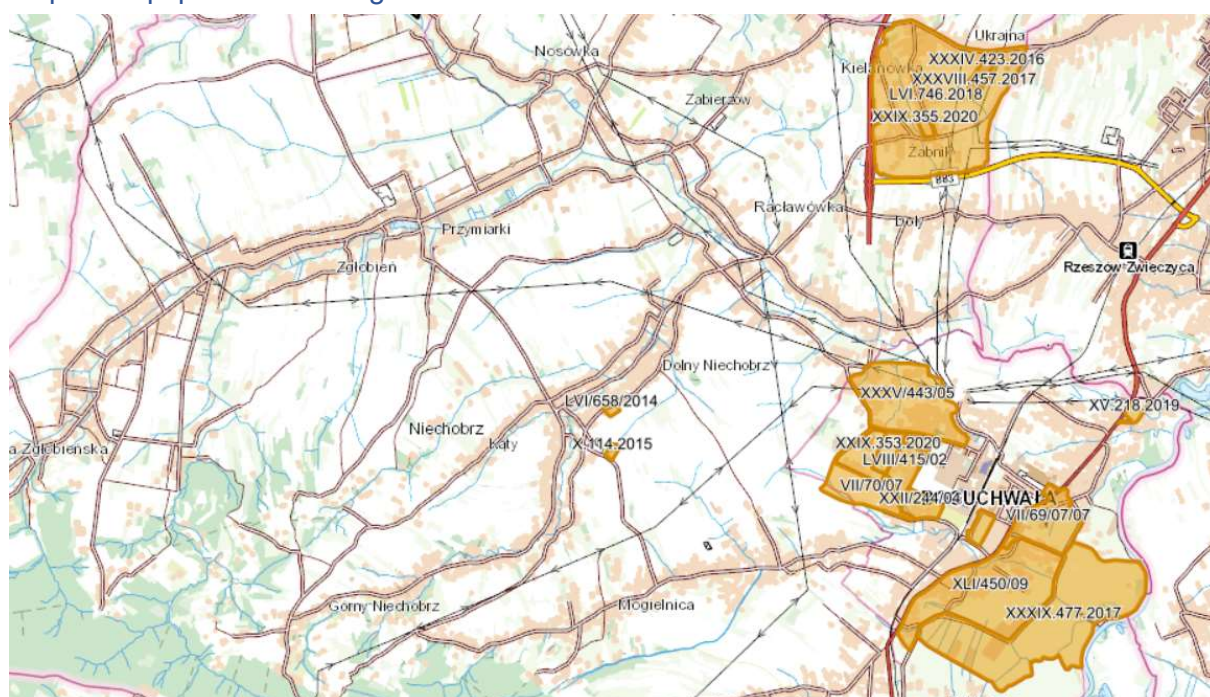 Ukrajna
Nosówka
XXXIV.423.2016
Kielanówka
XXXVIII.457.2017
LVI.746.2018
Zabierzów
XXIX.355.2020
Zabnik
883
Racławówka
Doły
Przymiarki
Zgłobień
Rzeszów Zwięczyca
Dolny Niechobrz
XXXV/443/05
LVI/658/2014
XV.218.2019
Niechobrz
X.114.2015
Kąty
XXIX.353.2020
a Zgłobieńska
LVIII/415/02
VII/70/07
UCHWAŁA
VII/69/07/07
XLI/450/09
Górny Niechobrz
Mogielnica
XXXIX.477.2017